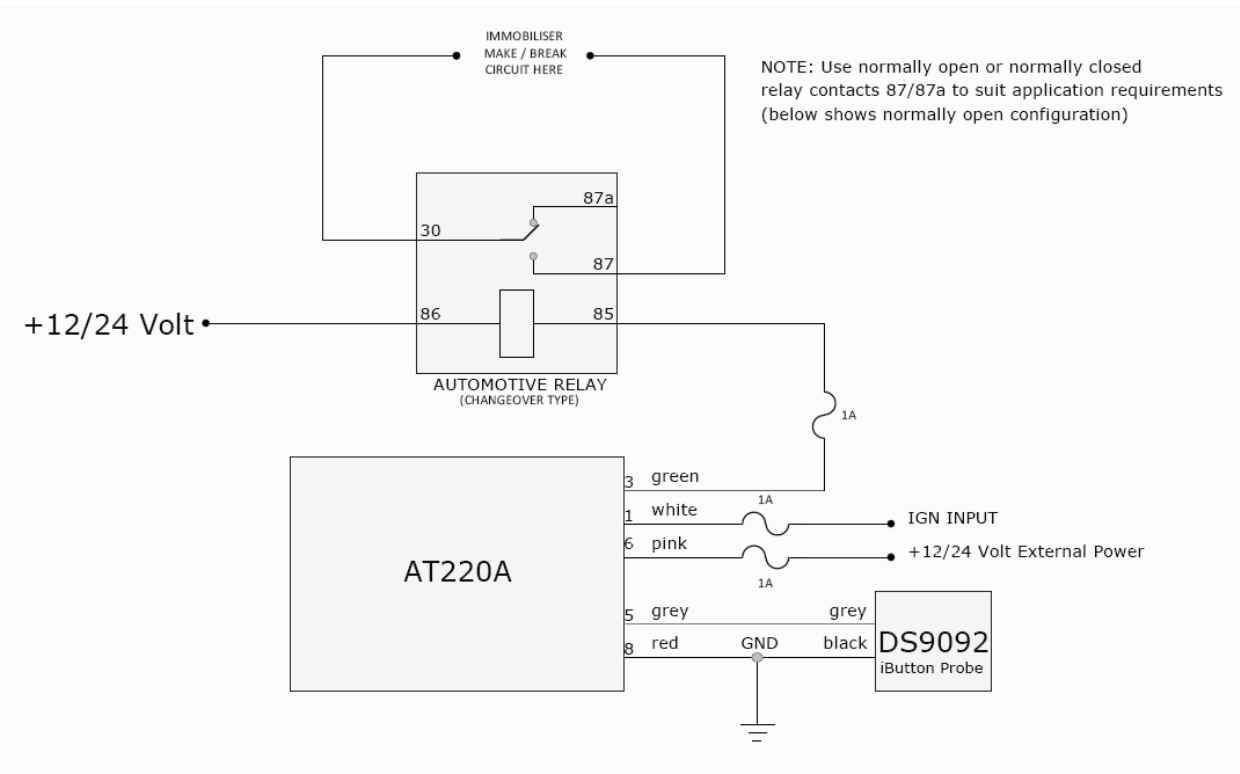 IMMOBILISER
MAKE / BREAK
CIRCUIT HERE
NOTE: Use normally open or normally closed
relay contacts 87/87a to suit application requirements
(below shows normally open configuration)
87a
30
87
+12/24 Volt
86
85
AUTOMOTIVE RELAY
(CHANGEOVER TYPE)
1A
3 green
1A
1 white
IGN INPUT
6 pink
+12/24 Volt External Power
1A
AT220A
5 grey
grey
8 red
GND
black
DS9092
iButton Probe